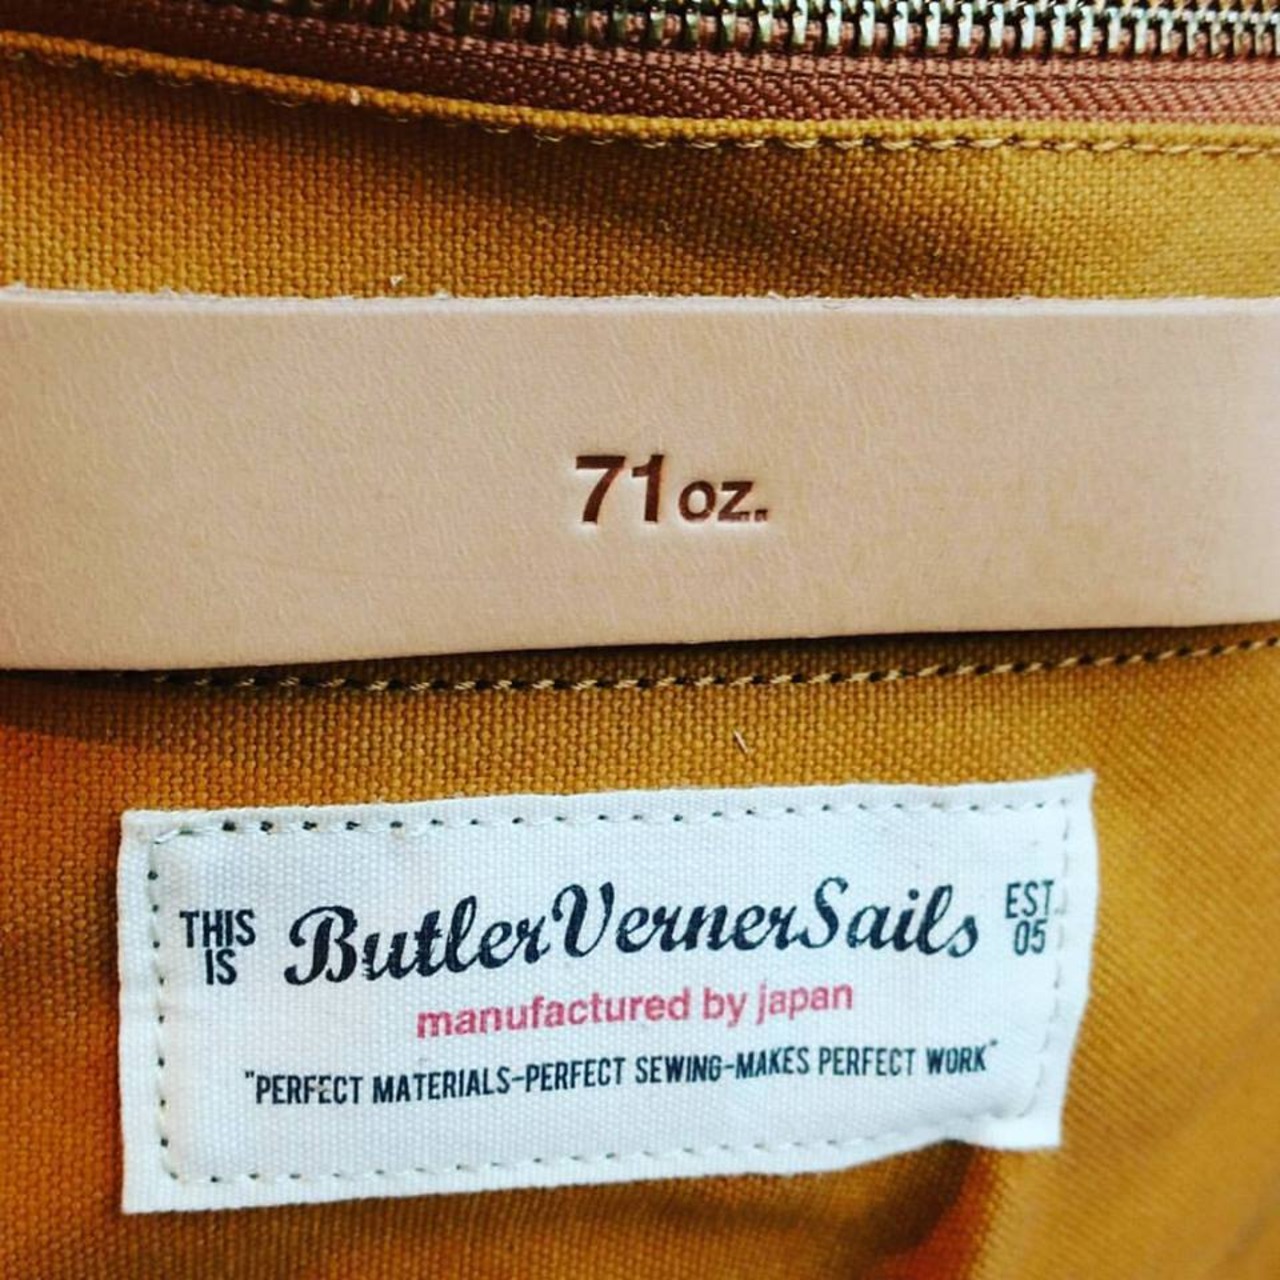 71oz.
THIS IS ButlerVernerSails EST. 05
manufactured by japan
"PERFECT MATERIALS-PERFECT SEWING-MAKES PERFECT WORK"